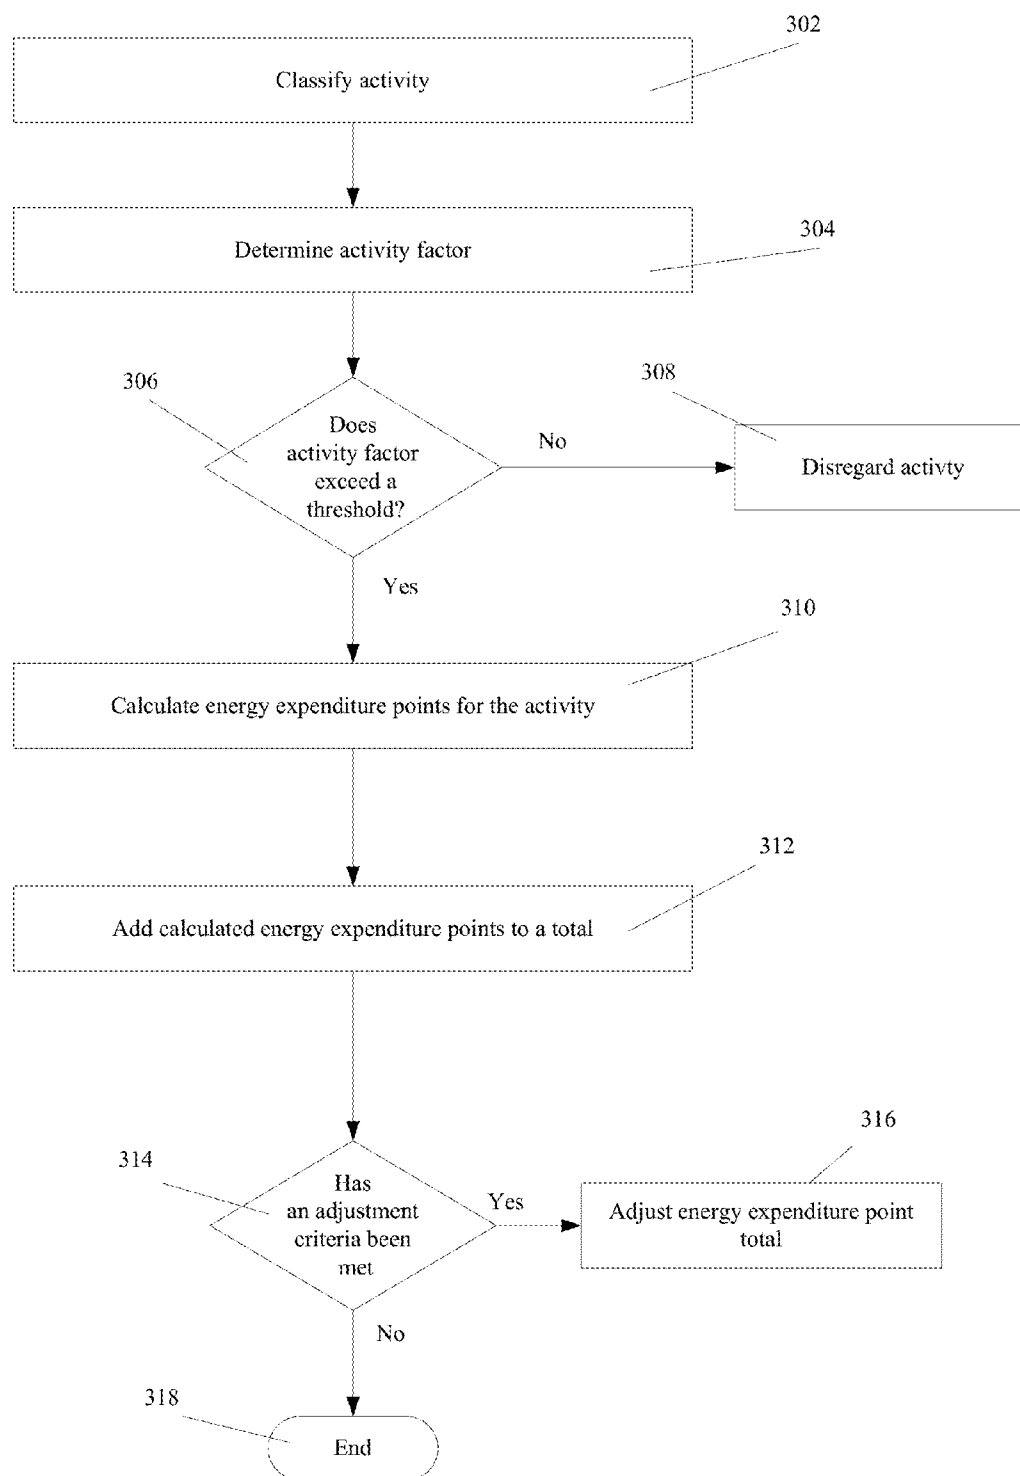 302
Classify activity
304
Determine activity factor
306
Does
activity factor
exceed a
threshold?
No
308
Disregard activty
Yes
310
Calculate energy expenditure points for the activity
312
Add calculated energy expenditure points to a total
314
Has
an adjustment
criteria been
met
Yes
316
Adjust energy expenditure point
total
No
318
End